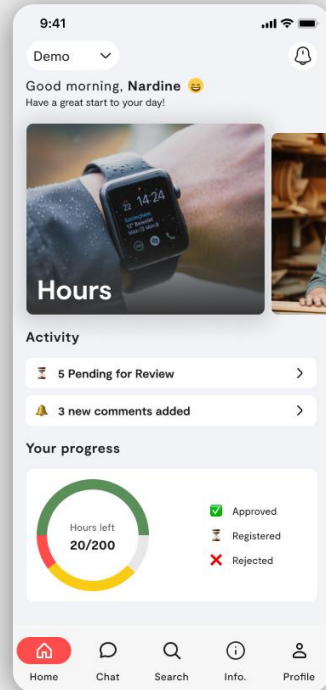 9:41
Demo
Good morning, Nardine 😄
Have a great start to your day!
14:24
Hours
Activity
5 Pending for Review
3 new comments added
Your progress
Hours left
20/200
Approved
Registered
Rejected
Home
Chat
Search
Info.
Profile